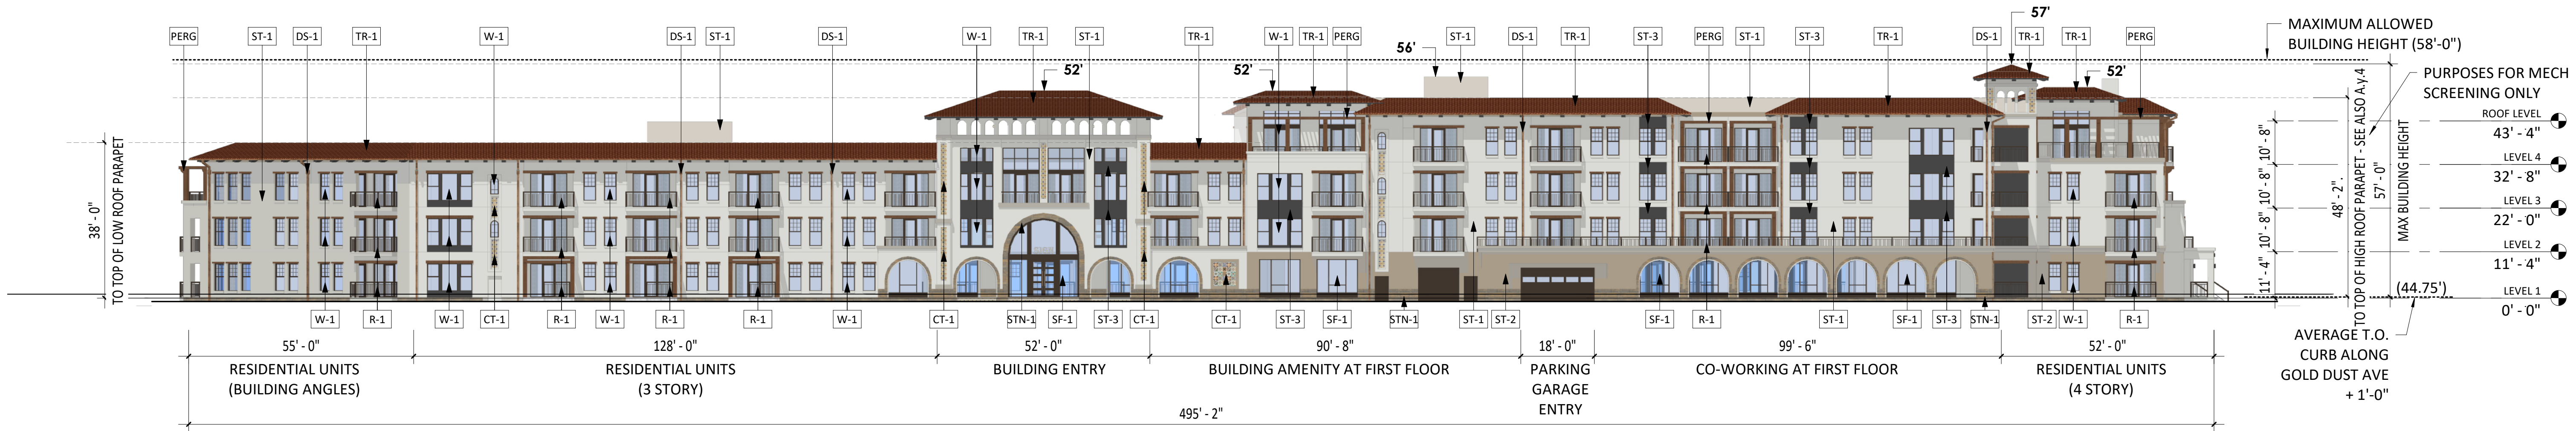 57'
MAXIMUM ALLOWED
BUILDING HEIGHT (58'-0")
PERG ST-1 DS-1 TR-1 W-1 DS-1 ST-1 DS-1 W-1 TR-1 ST-1 TR-1 W-1 TR-1 PERG ST-1 DS-1 TR-1 ST-3 PERG ST-1 ST-3 TR-1 DS-1 TR-1 TR-1 PERG
56'
52'
52'
52'
PURPOSES FOR MECH
SCREENING ONLY
ROOF LEVEL
43' - 4"
LEVEL 4
32' - 8"
LEVEL 3
22' - 0"
LEVEL 2
11' - 4"
LEVEL 1
0' - 0"
38' - 0"
TO TOP OF LOW ROOF PARAPET
10' - 8"
10' - 8"
10' - 8"
11' - 4"
48' - 2".
TO TOP OF HIGH ROOF PARAPET - SEE ALSO A.y.4
57' - 0"
MAX BUILDING HEIGHT
(44.75')
W-1 R-1 W-1 CT-1 R-1 W-1 R-1 R-1 W-1 CT-1 STN-1 SF-1 ST-3 CT-1 CT-1 ST-3 SF-1 STN-1 ST-1 ST-2 SF-1 R-1 ST-1 SF-1 ST-3 STN-1 ST-2 W-1 R-1
AVERAGE T.O.
CURB ALONG
GOLD DUST AVE
+ 1'-0"
55' - 0" 128' - 0" 52' - 0" 90' - 8" 18' - 0" 99' - 6" 52' - 0"
RESIDENTIAL UNITS
(BUILDING ANGLES)
RESIDENTIAL UNITS
(3 STORY)
BUILDING ENTRY
BUILDING AMENITY AT FIRST FLOOR
PARKING
GARAGE
ENTRY
CO-WORKING AT FIRST FLOOR
RESIDENTIAL UNITS
(4 STORY)
495' - 2"